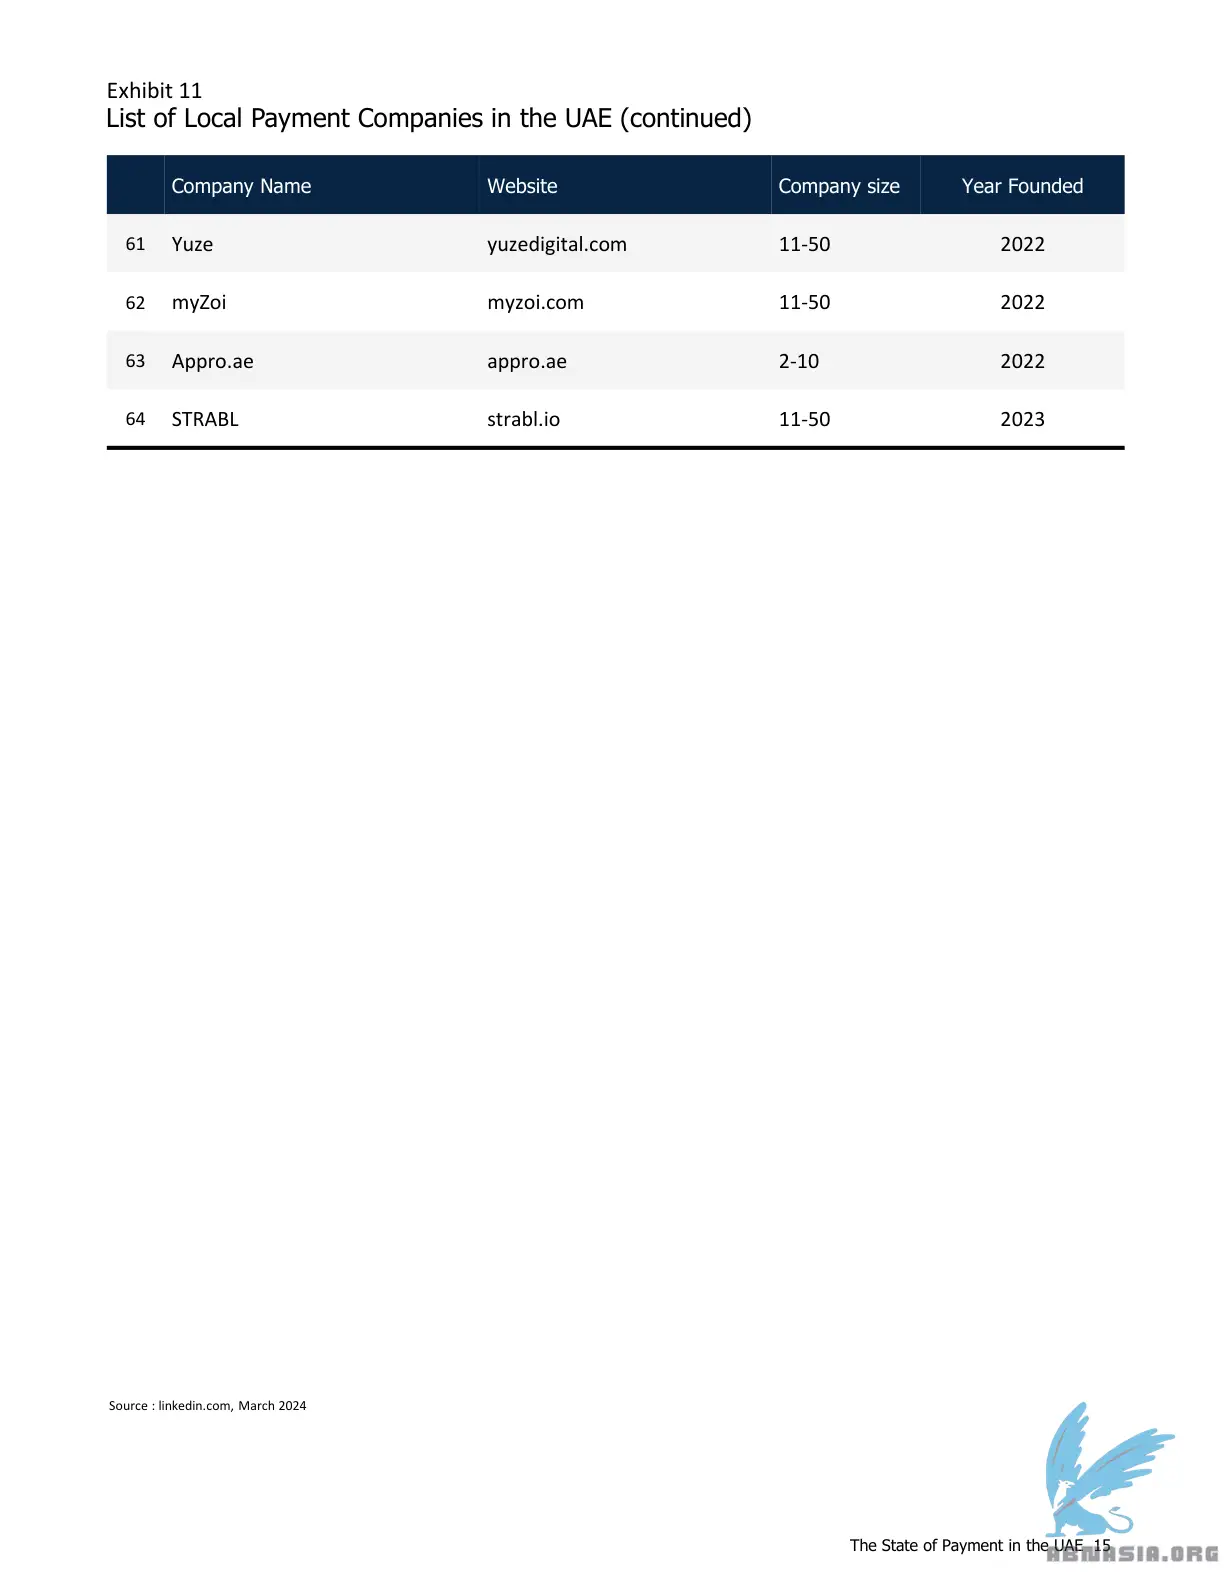 Exhibit 11
List of Local Payment Companies in the UAE (continued)
Company Name Website Company size Year Founded
61 Yuze yuzedigital.com 11-50 2022
62 myZoi myzoi.com 11-50 2022
63 Appro.ae appro.ae 2-10 2022
64 STRABL strabl.io 11-50 2023
Source : linkedin.com, March 2024
The State of Payment in the UAE 15
ABNASIA.ORG